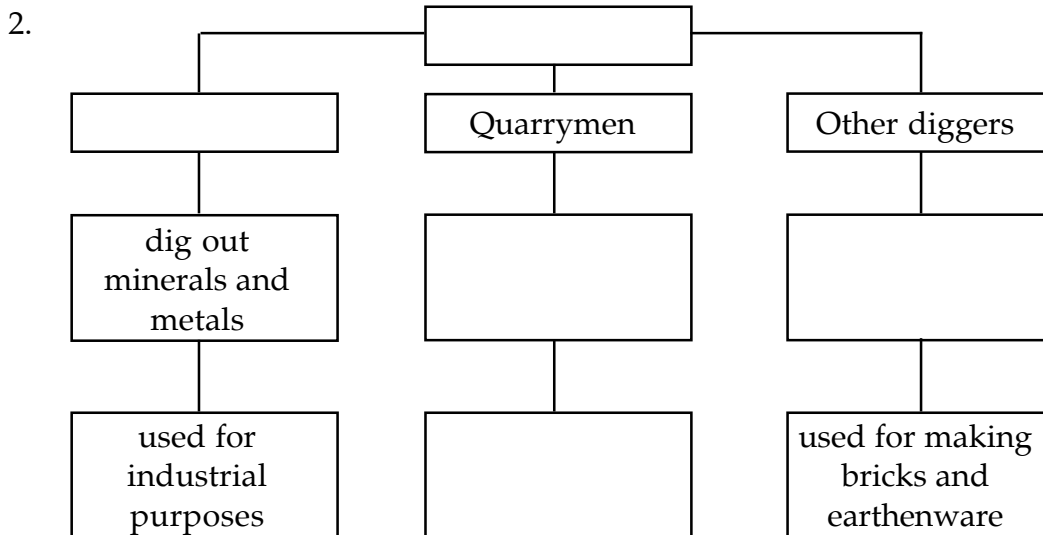 2.
Quarrymen
Other diggers
dig out
minerals and
metals
used for
industrial
purposes
used for making
bricks and
earthenware